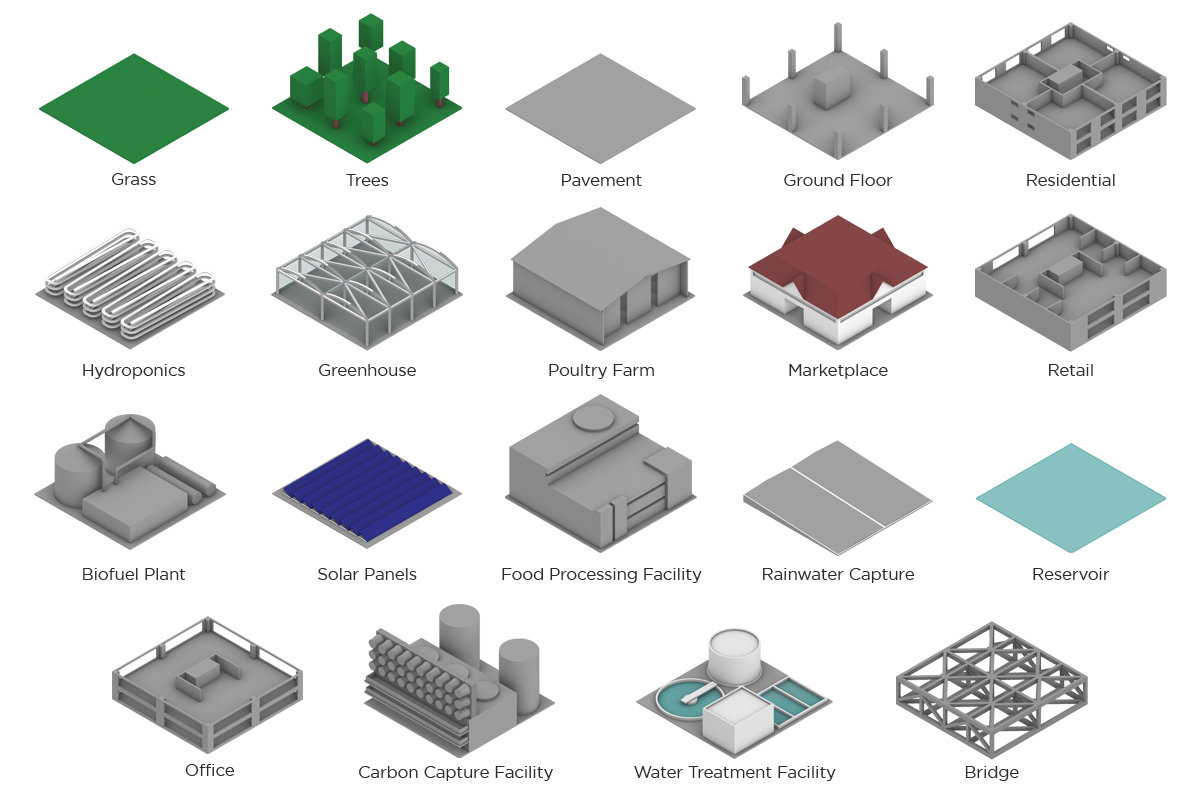 Grass
Trees
Pavement
Ground Floor
Residential
Hydroponics
Greenhouse
Poultry Farm
Marketplace
Retail
Biofuel Plant
Solar Panels
Food Processing Facility
Rainwater Capture
Reservoir
Office
Carbon Capture Facility
Water Treatment Facility
Bridge